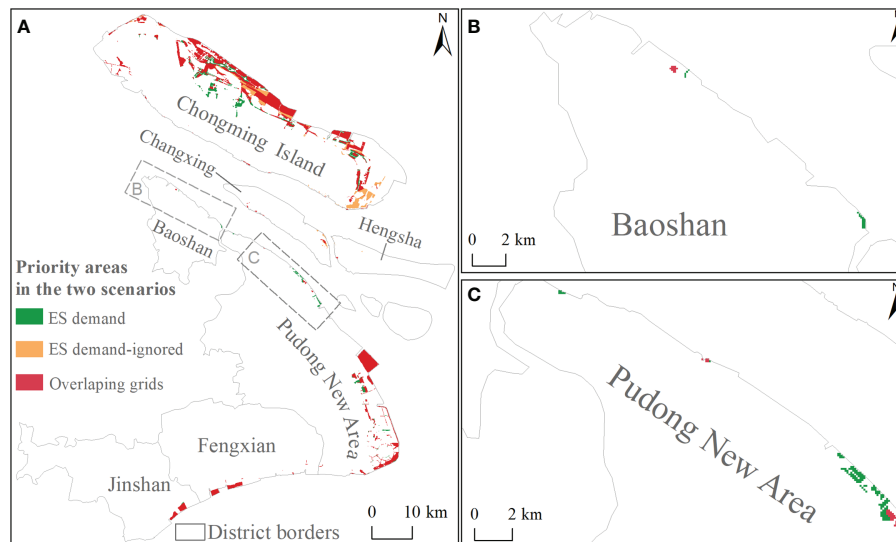 A
N
Chongming Island
Changxing
B
Baoshan
Hengsha
C
Priority areas
in the two scenarios
ES demand
ES demand-ignored
Overlaping grids
Pudong New Area
Fengxian
Jinshan
District borders
0 10 km
B
Baoshan
0 2 km
C
N
Pudong New Area
0 2 km